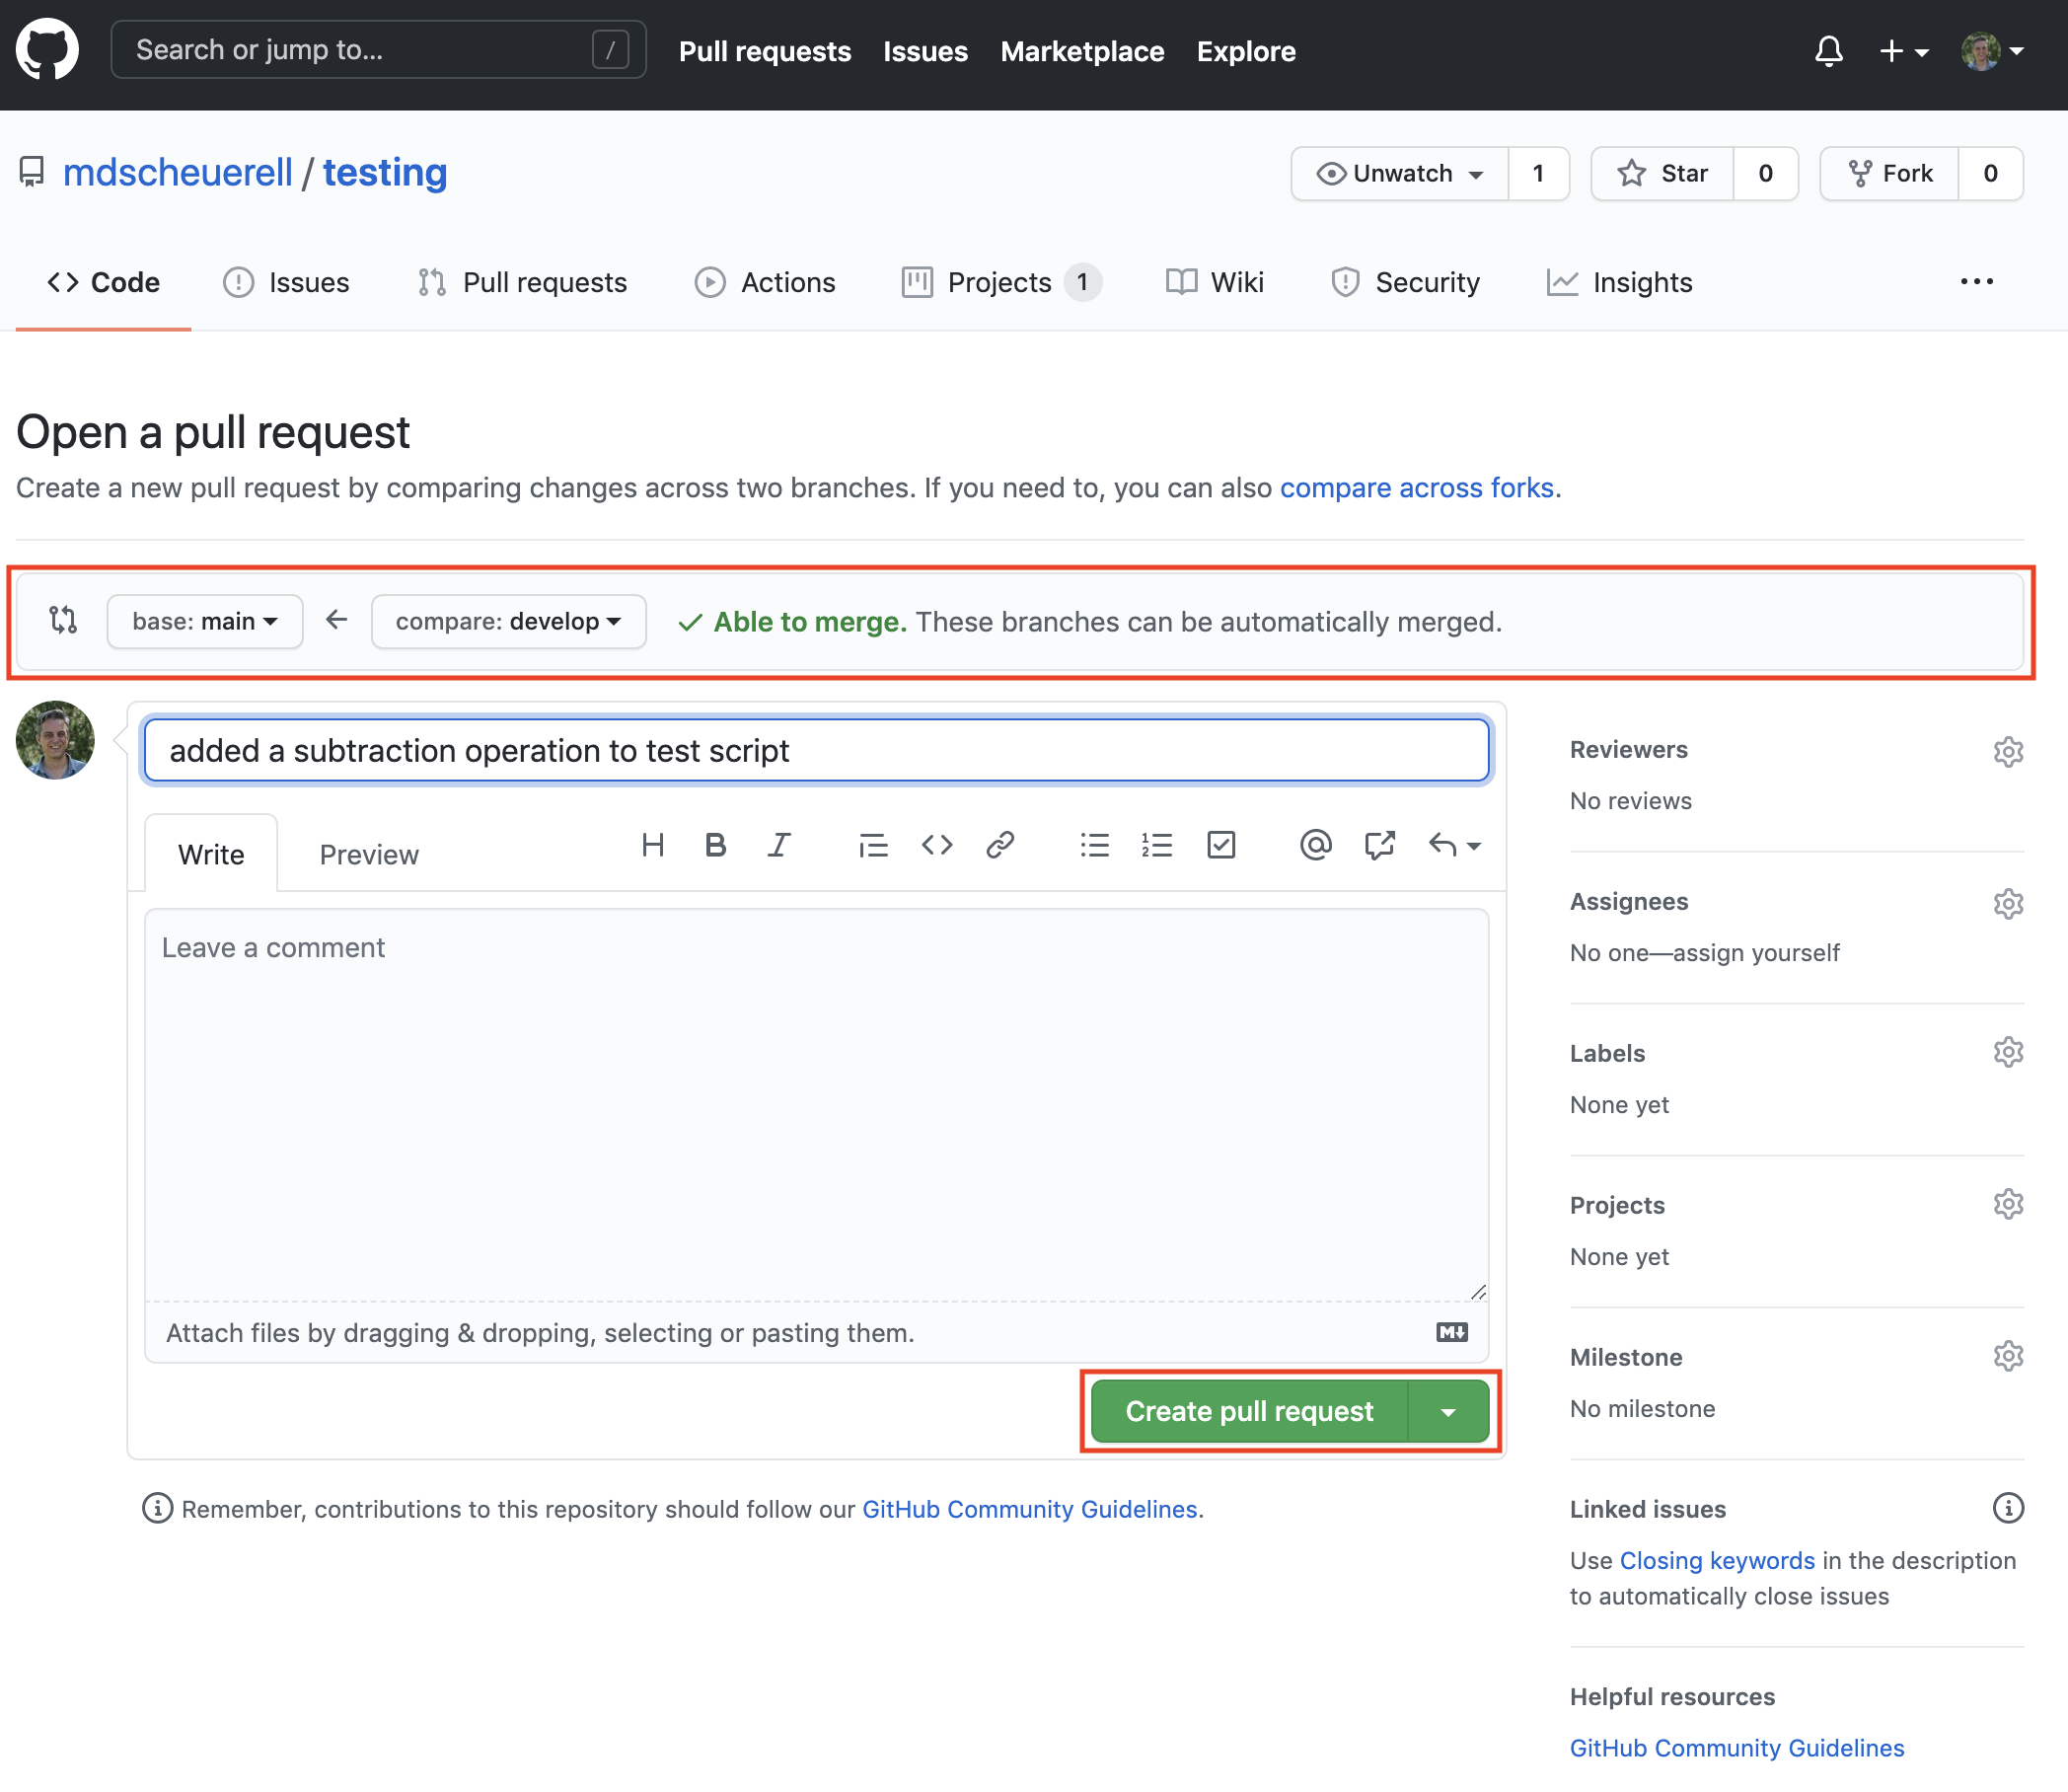 Search or jump to... /
Pull requests Issues Marketplace Explore
mdscheuerell / testing
Unwatch 1 Star 0 Fork 0
Code Issues Pull requests Actions Projects 1 Wiki Security Insights
Open a pull request
Create a new pull request by comparing changes across two branches. If you need to, you can also compare across forks.
base: main compare: develop Able to merge. These branches can be automatically merged.
added a subtraction operation to test script
Write Preview
Leave a comment
Attach files by dragging & dropping, selecting or pasting them.
Create pull request
Remember, contributions to this repository should follow our GitHub Community Guidelines.
Reviewers
No reviews
Assignees
No one—assign yourself
Labels
None yet
Projects
None yet
Milestone
No milestone
Linked issues
Use Closing keywords in the description
to automatically close issues
Helpful resources
GitHub Community Guidelines